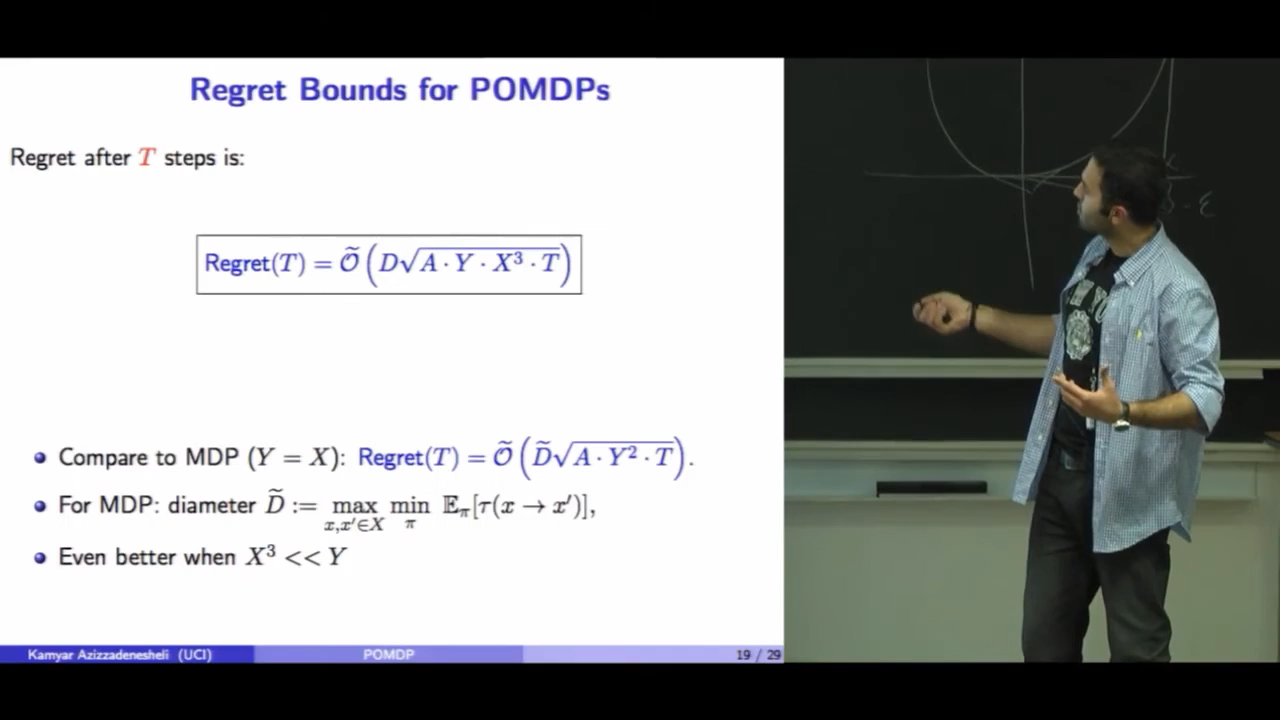 Regret Bounds for POMDPs
Regret after T steps is:
Regret(T) = Õ (D√A · Y · X³ · T)
• Compare to MDP (Y = X): Regret(T) = Õ (D̃√A · Y² · T).
• For MDP: diameter D̃ := max_{x,x′∈X} min_π 𝔼_π[τ(x → x′)],
• Even better when X³ << Y
Kamyar Azizzadenesheli (UCI) POMDP 19 / 29